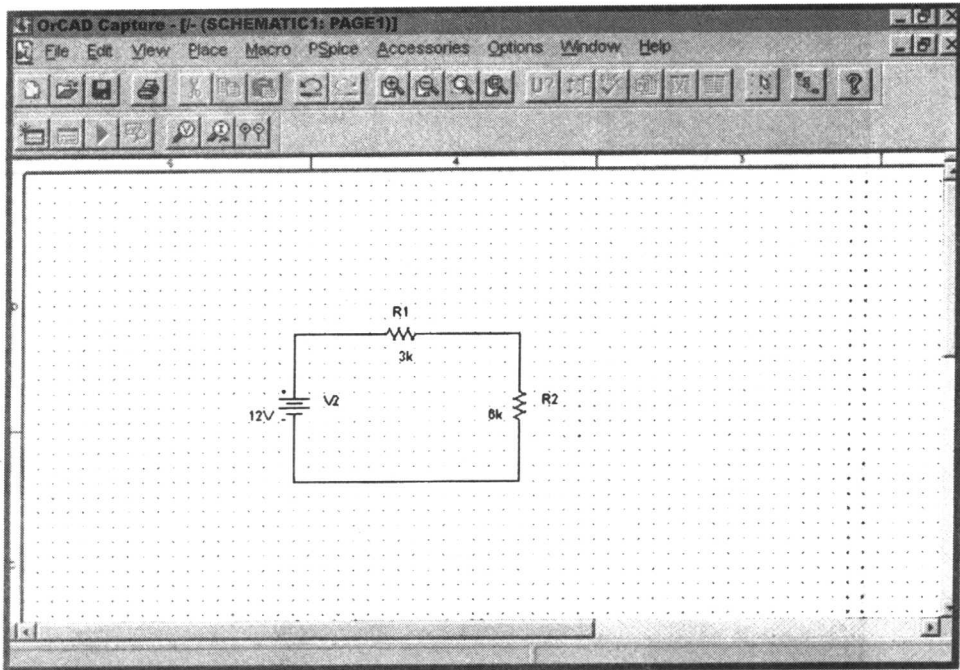 OrCAD Capture - [/- (SCHEMATIC1: PAGE1)]
File Edit View Place Macro PSpice Accessories Options Window Help
U?
V I
5 4 3
R1
3k
12V V2
6k R2